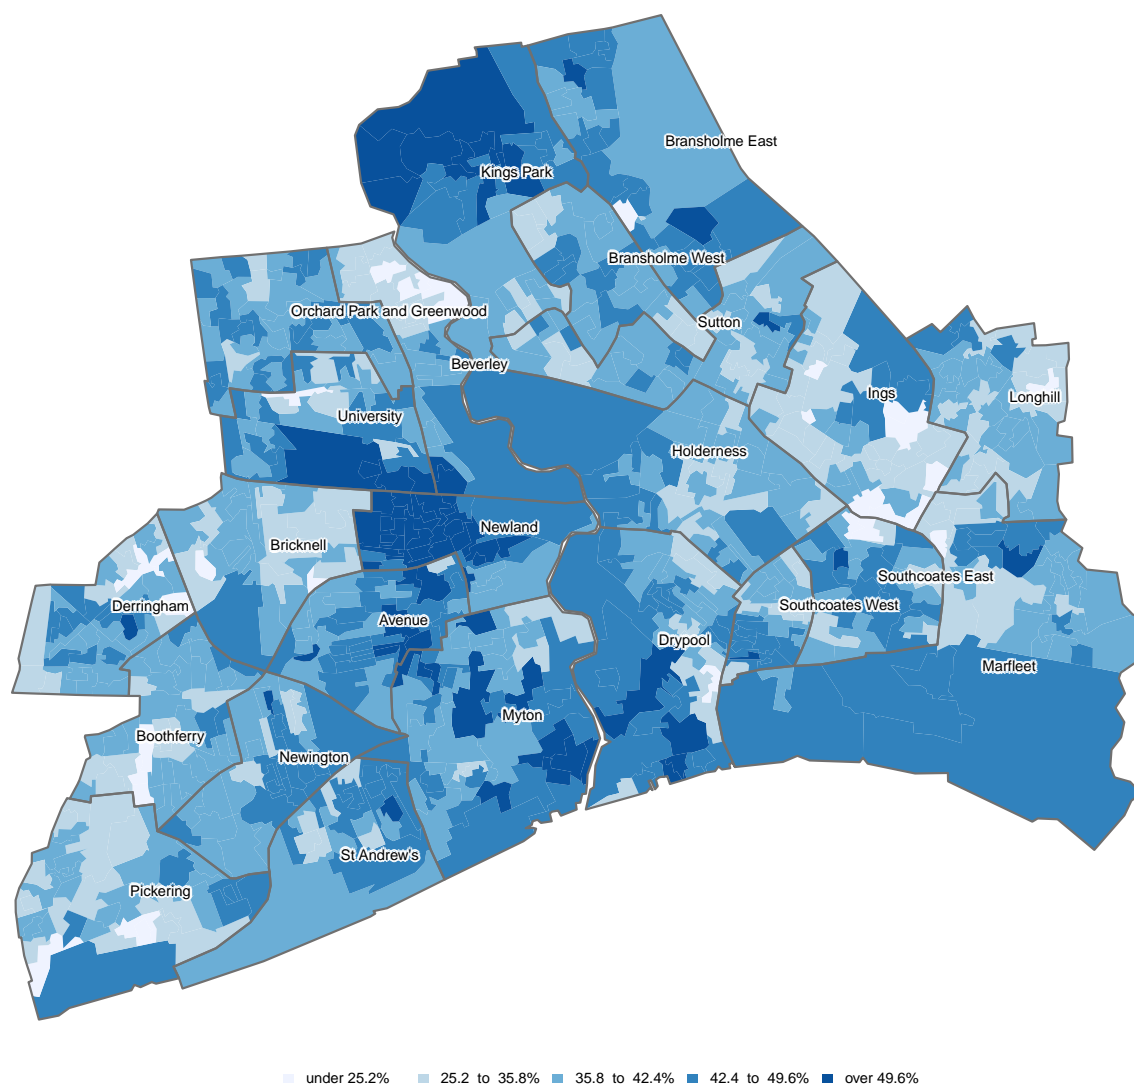 Bransholme East
Kings Park
Bransholme West
Orchard Park and Greenwood
Sutton
Beverley
Ings
Longhill
University
Holderness
Newland
Bricknell
Southcoates East
Derringham
Southcoates West
Avenue
Drypool
Marfleet
Myton
Boothferry
Newington
St Andrew's
Pickering
under 25.2% 25.2 to 35.8% 35.8 to 42.4% 42.4 to 49.6% over 49.6%